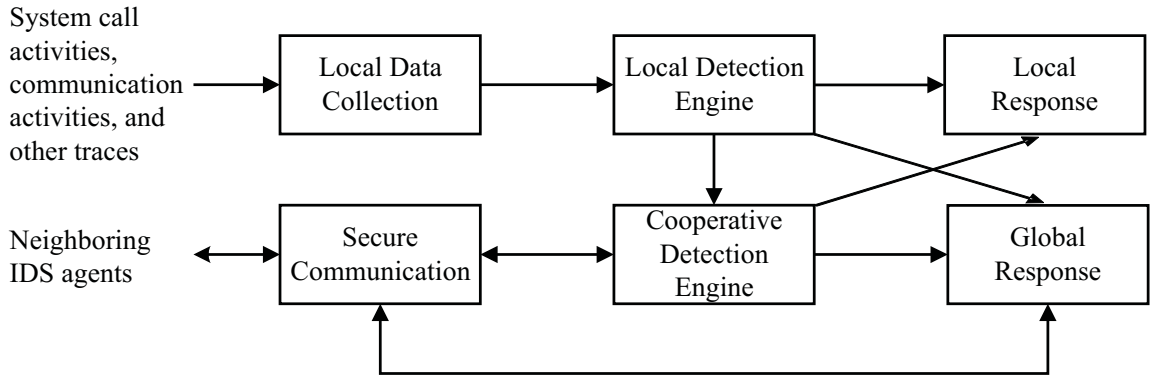 System call
activities,
communication
activities, and
other traces
Local Data
Collection
Local Detection
Engine
Local
Response
Neighboring
IDS agents
Secure
Communication
Cooperative
Detection
Engine
Global
Response